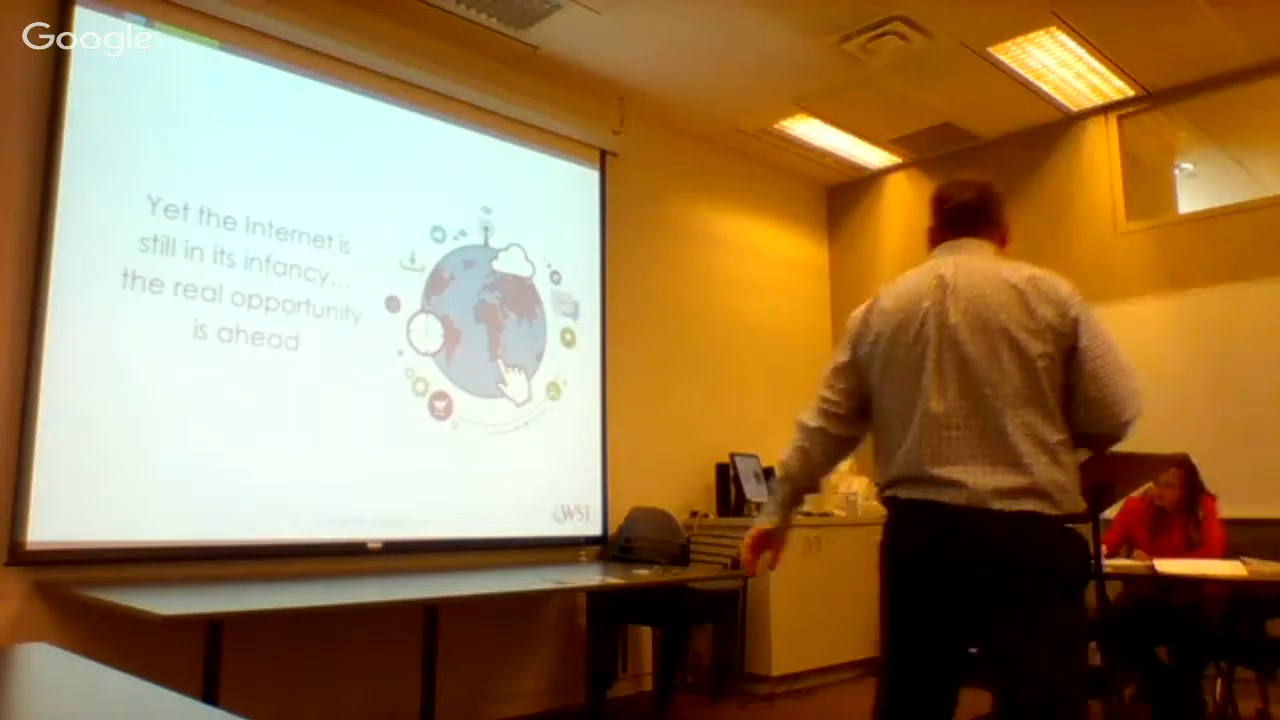 Google
Yet the Internet is
still in its infancy...
the real opportunity
is ahead
WSI